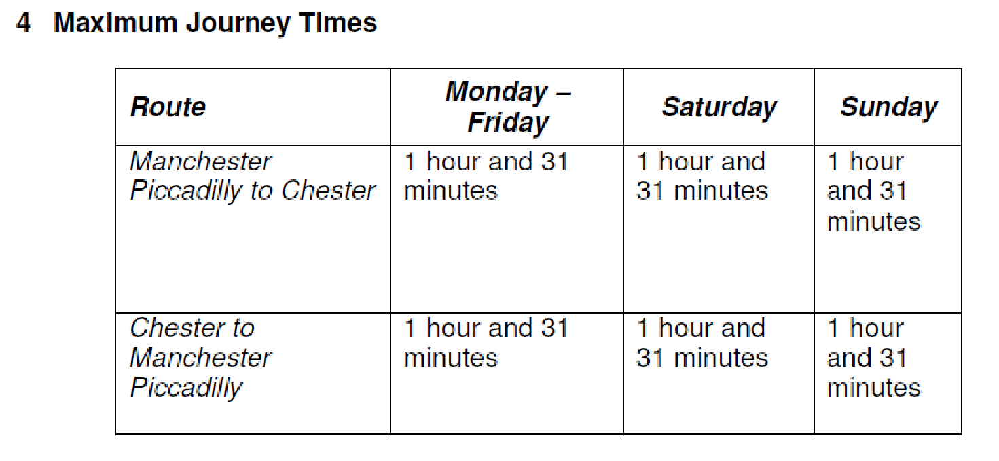 4 Maximum Journey Times
Route
Monday –
Friday
Saturday
Sunday
Manchester
Piccadilly to Chester
1 hour and 31
minutes
1 hour and
31 minutes
1 hour
and 31
minutes
Chester to
Manchester
Piccadilly
1 hour and 31
minutes
1 hour and
31 minutes
1 hour
and 31
minutes